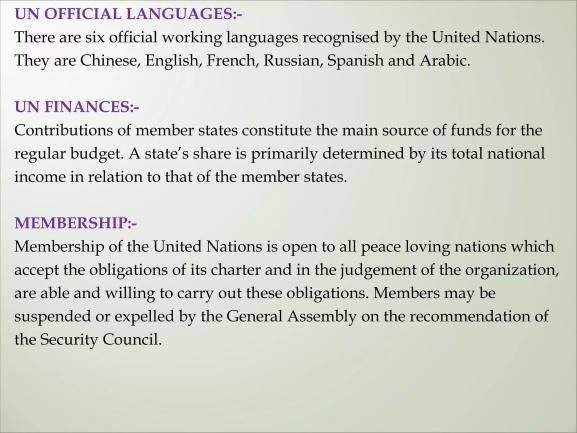 UN OFFICIAL LANGUAGES:-
There are six official working languages recognised by the United Nations.
They are Chinese, English, French, Russian, Spanish and Arabic.
UN FINANCES:-
Contributions of member states constitute the main source of funds for the
regular budget. A state’s share is primarily determined by its total national
income in relation to that of the member states.
MEMBERSHIP:-
Membership of the United Nations is open to all peace loving nations which
accept the obligations of its charter and in the judgement of the organization,
are able and willing to carry out these obligations. Members may be
suspended or expelled by the General Assembly on the recommendation of
the Security Council.